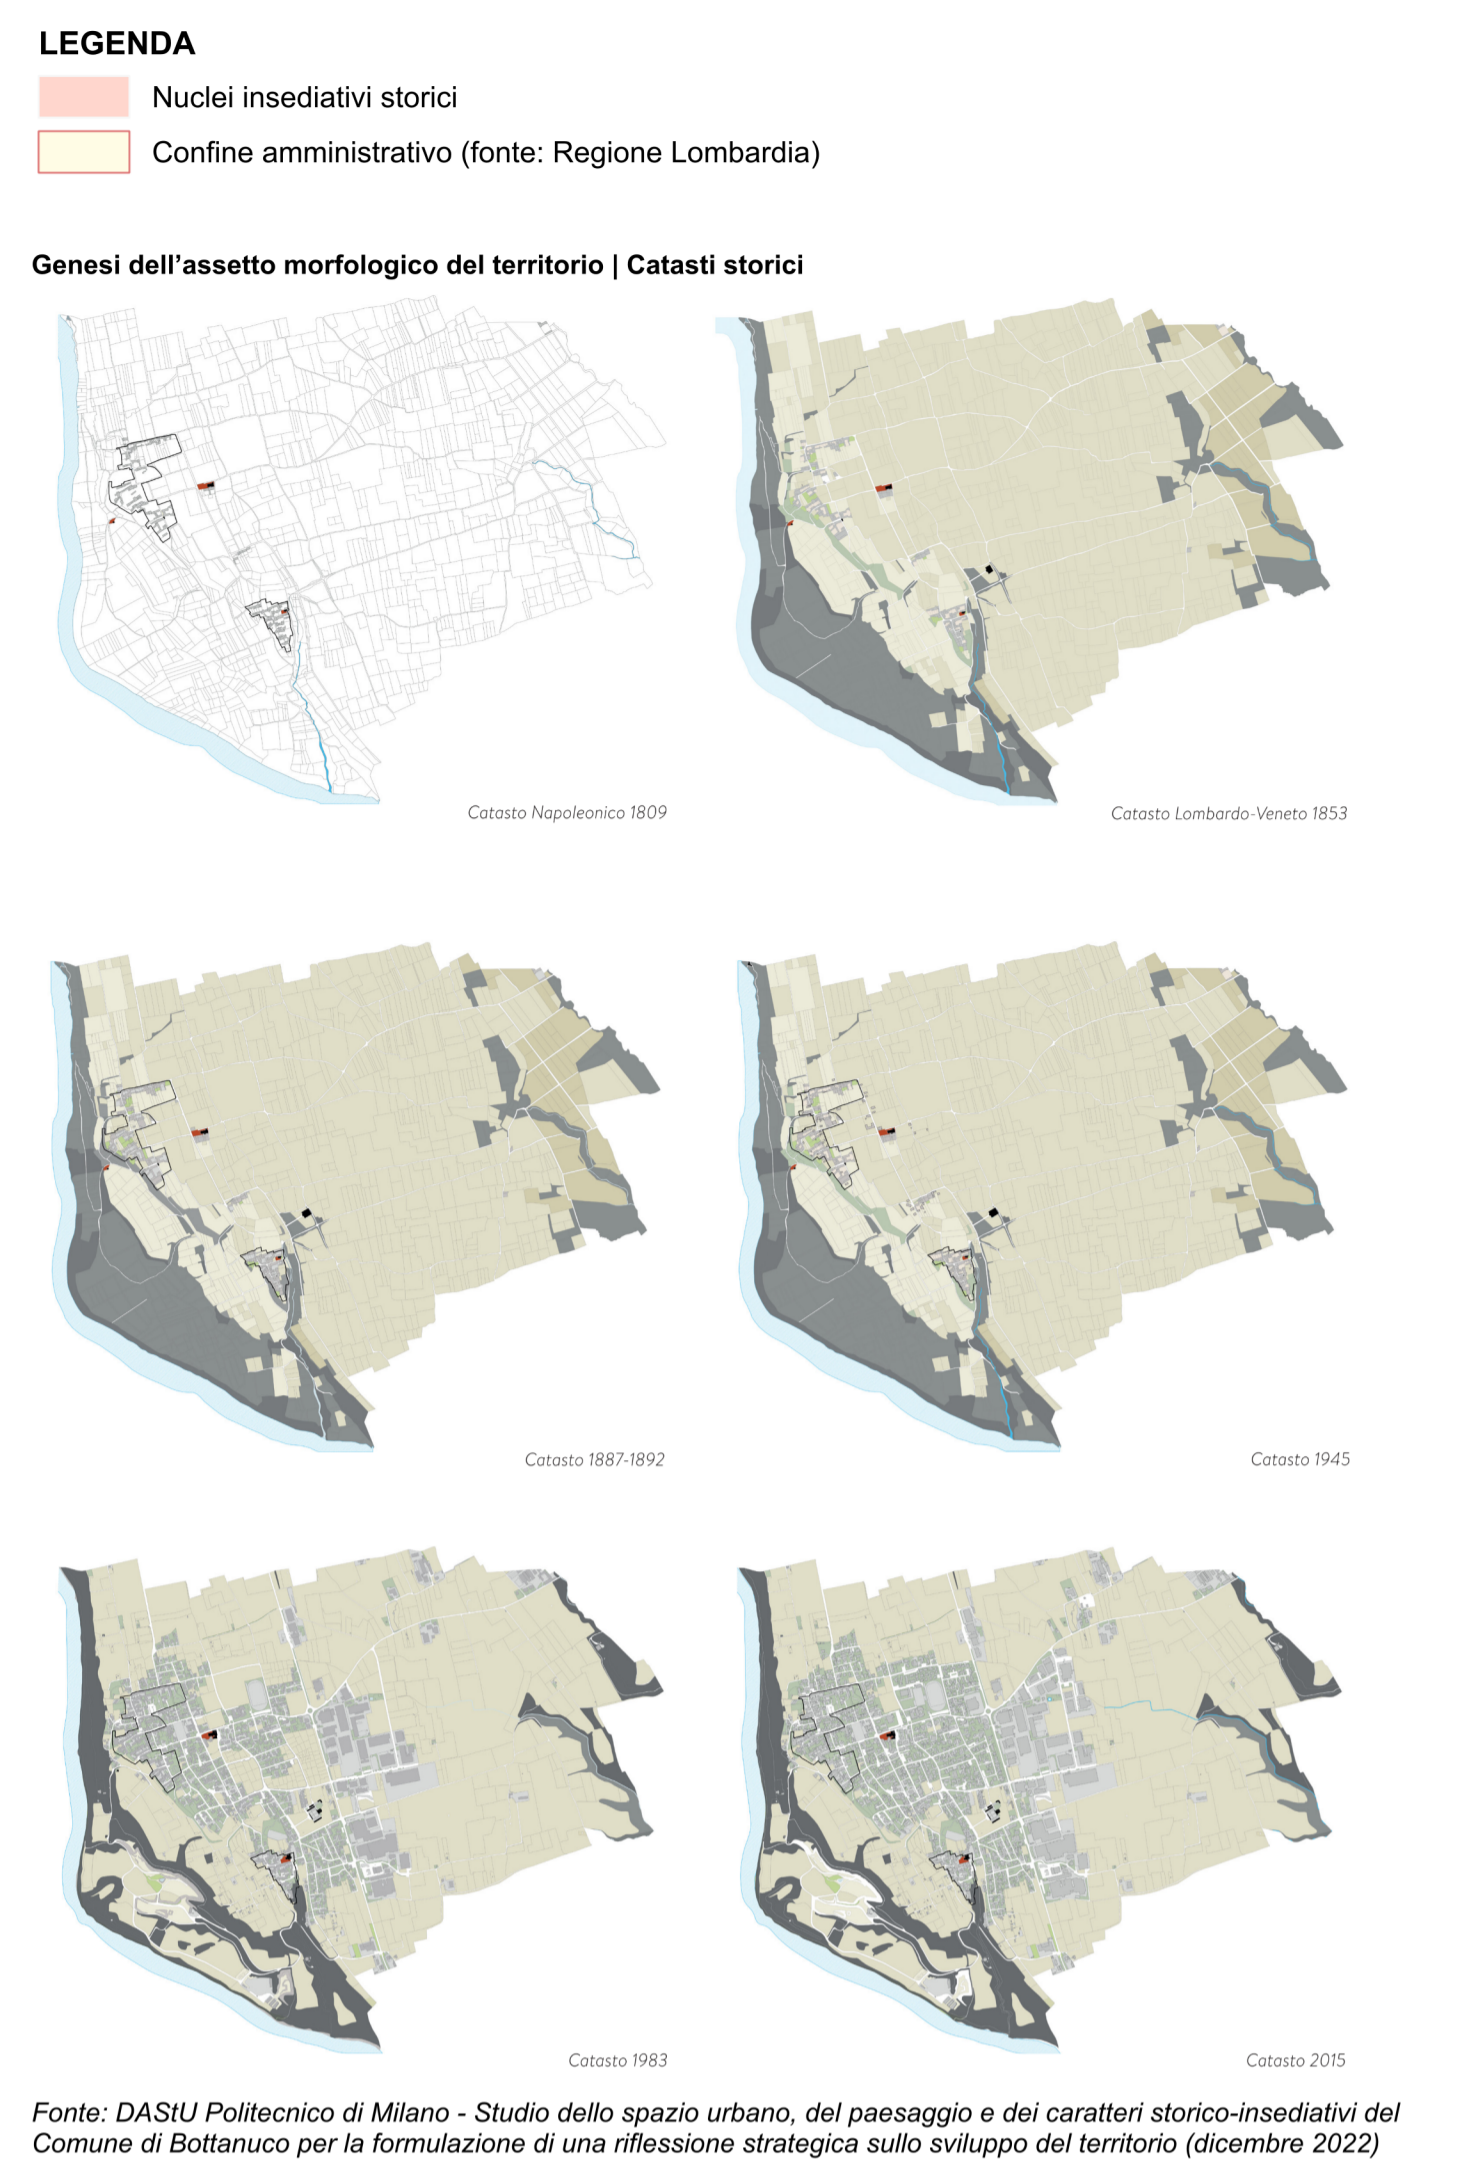 LEGENDA
Nuclei insediativi storici
Confine amministrativo (fonte: Regione Lombardia)
Genesi dell’assetto morfologico del territorio | Catasti storici
Catasto Napoleonico 1809
Catasto Lombardo-Veneto 1853
Catasto 1887-1892
Catasto 1945
Catasto 1983
Catasto 2015
Fonte: DAStU Politecnico di Milano - Studio dello spazio urbano, del paesaggio e dei caratteri storico-insediativi del
Comune di Bottanuco per la formulazione di una riflessione strategica sullo sviluppo del territorio (dicembre 2022)